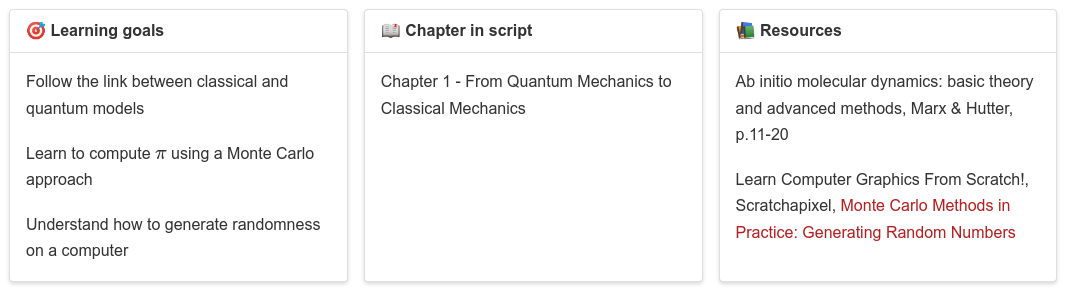 🎯 Learning goals
Follow the link between classical and
quantum models
Learn to compute π using a Monte Carlo
approach
Understand how to generate randomness
on a computer
📖 Chapter in script
Chapter 1 - From Quantum Mechanics to
Classical Mechanics
📚 Resources
Ab initio molecular dynamics: basic theory
and advanced methods, Marx & Hutter,
p.11-20
Learn Computer Graphics From Scratch!,
Scratchapixel, Monte Carlo Methods in
Practice: Generating Random Numbers